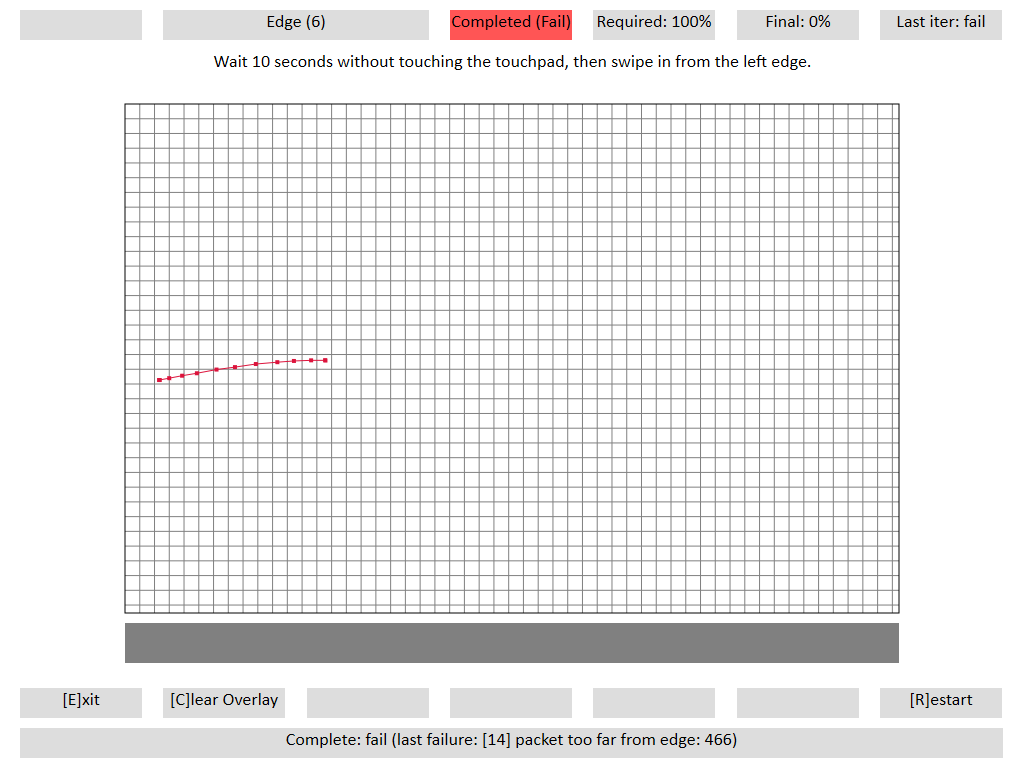 Edge (6)
Completed (Fail)
Required: 100%
Final: 0%
Last iter: fail
Wait 10 seconds without touching the touchpad, then swipe in from the left edge.
[E]xit
[C]lear Overlay
[R]estart
Complete: fail (last failure: [14] packet too far from edge: 466)